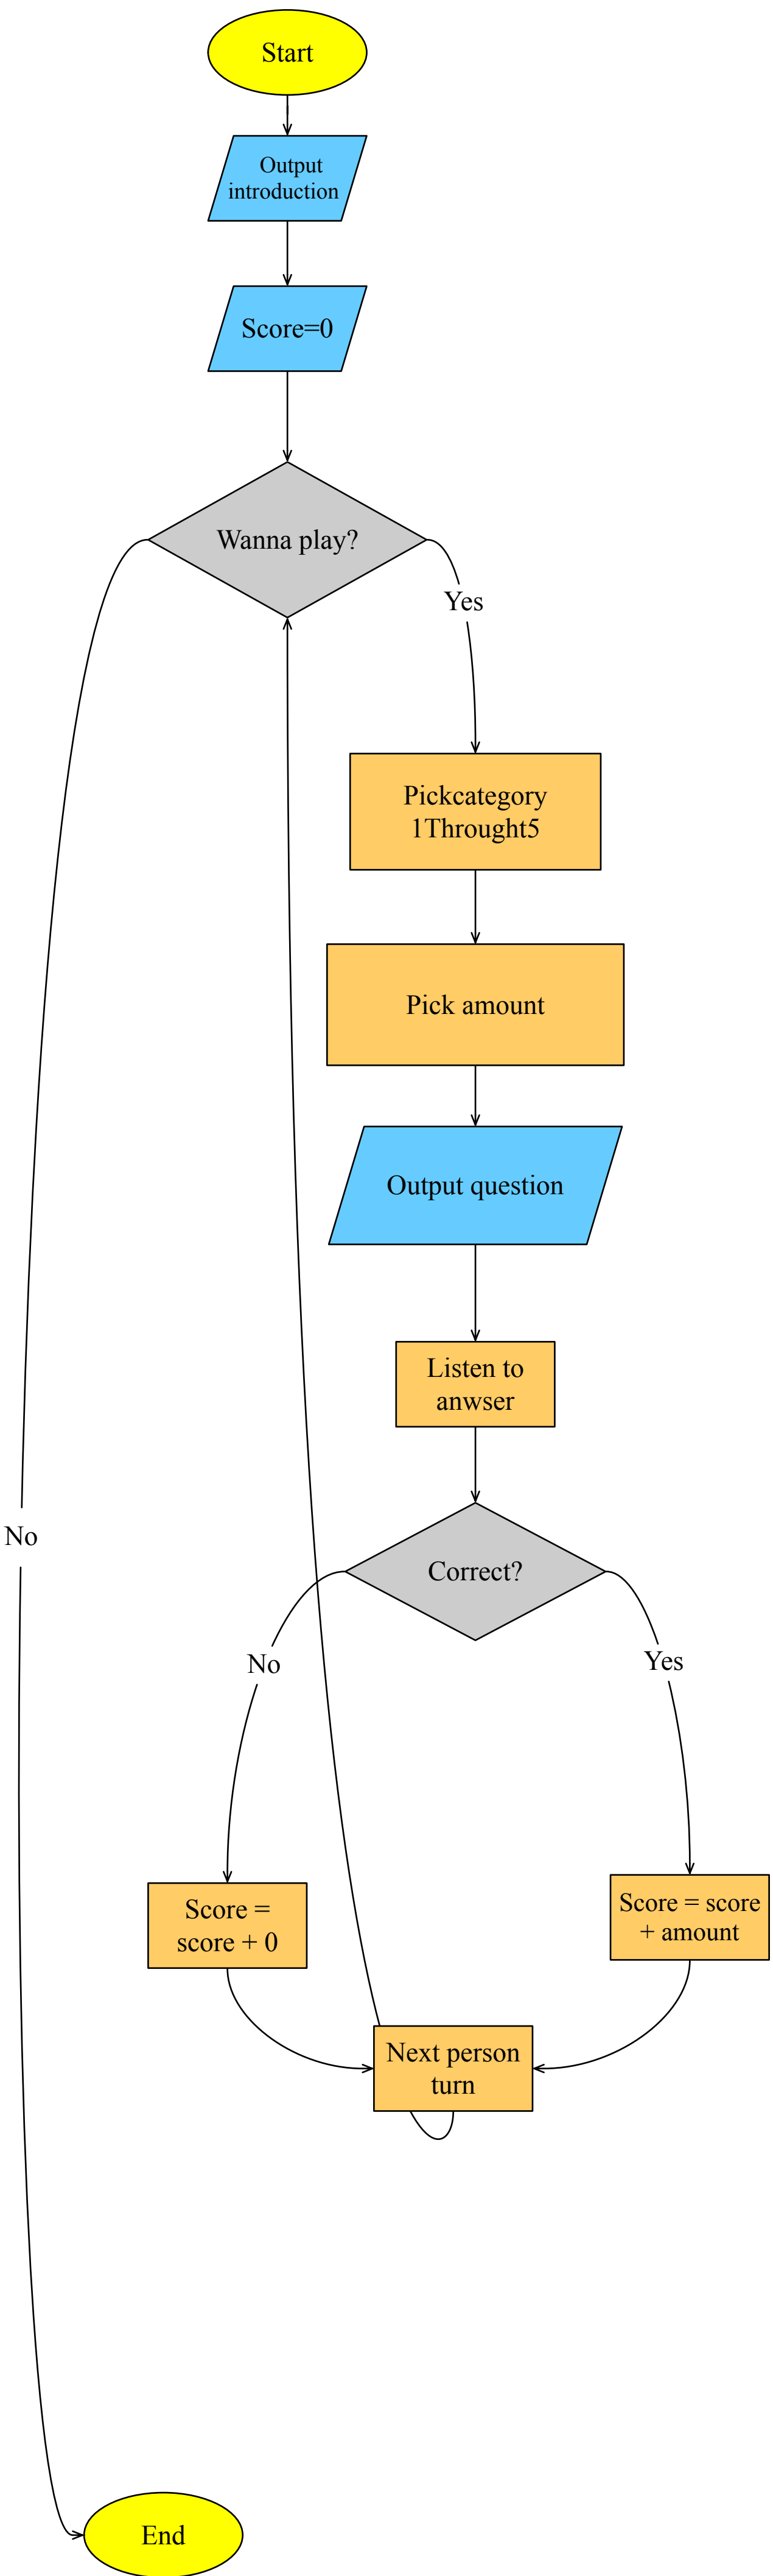 Start
Output
introduction
Score=0
Wanna play?
Yes
Pickcategory
1Throught5
Pick amount
Output question
Listen to
anwser
No
Correct?
No
Yes
Score =
score + 0
Score = score
+ amount
Next person
turn
End